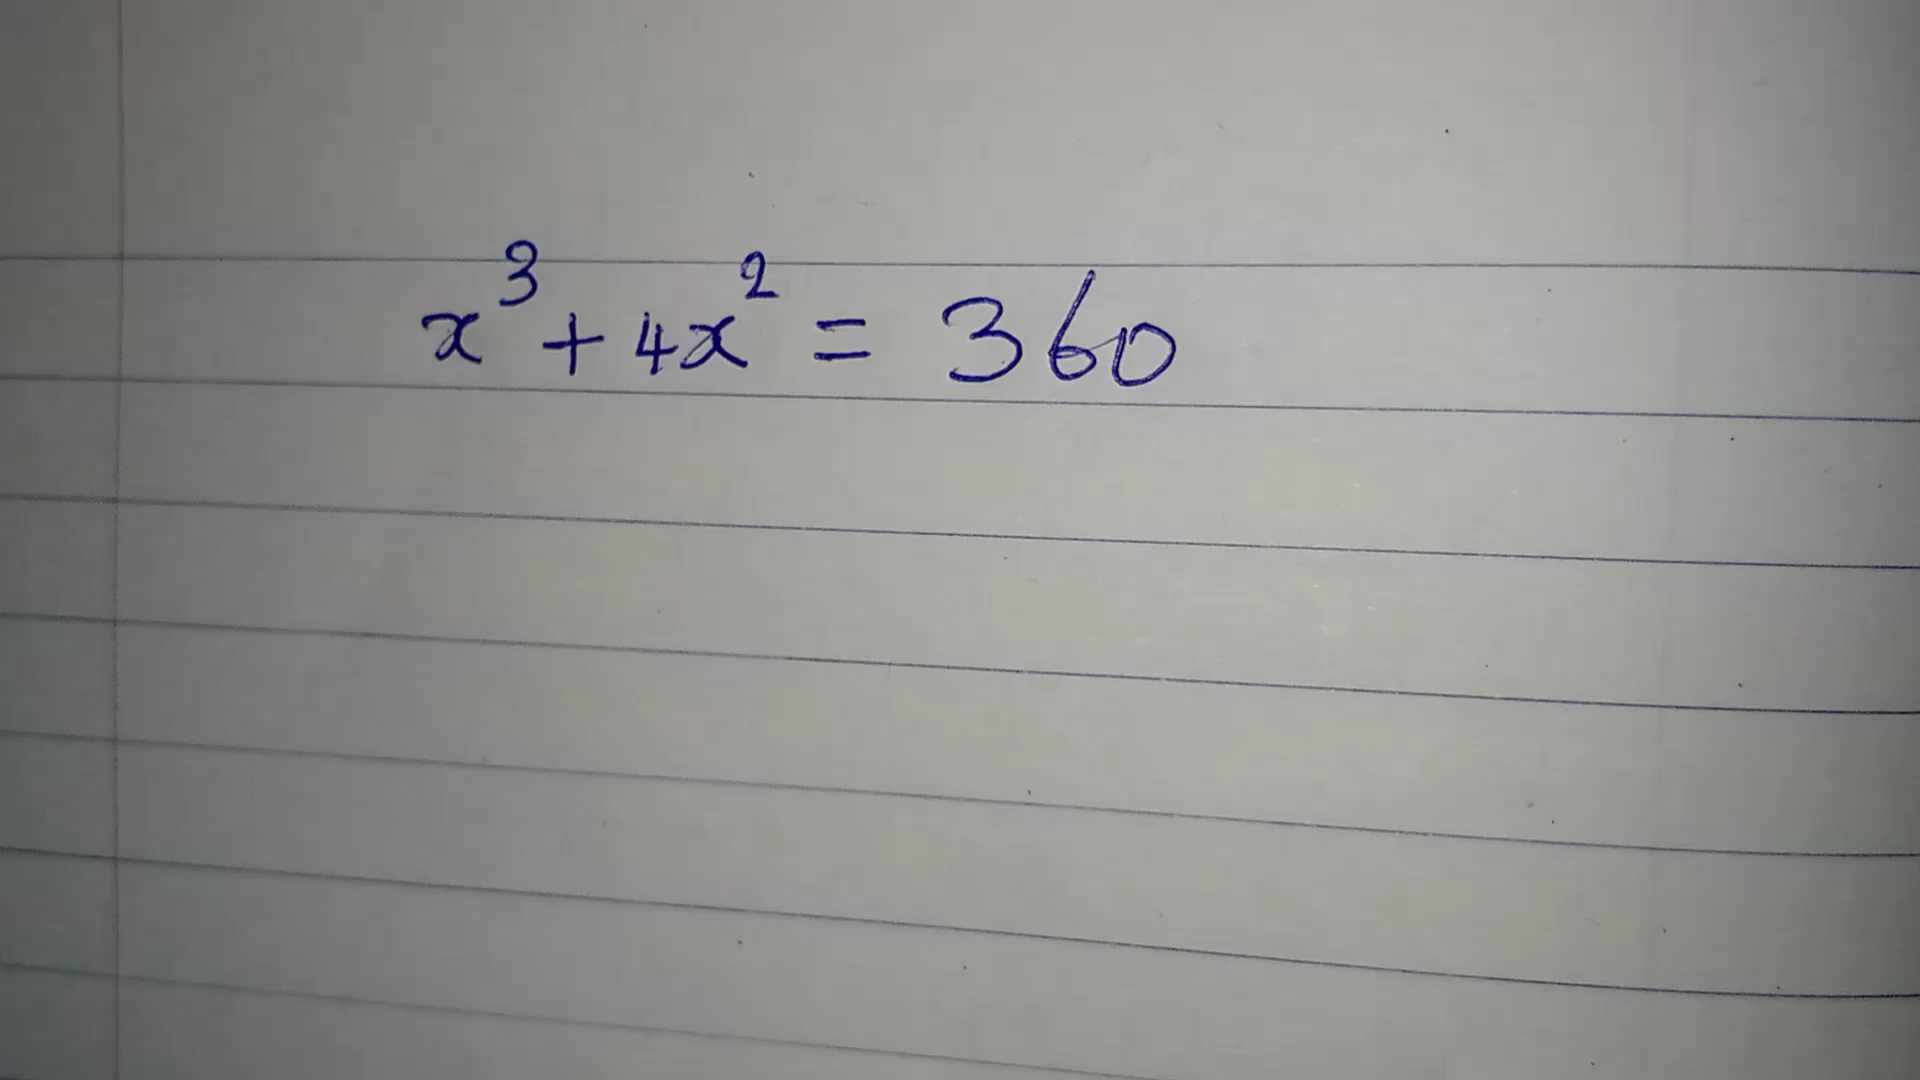 x³ + 4x² = 360